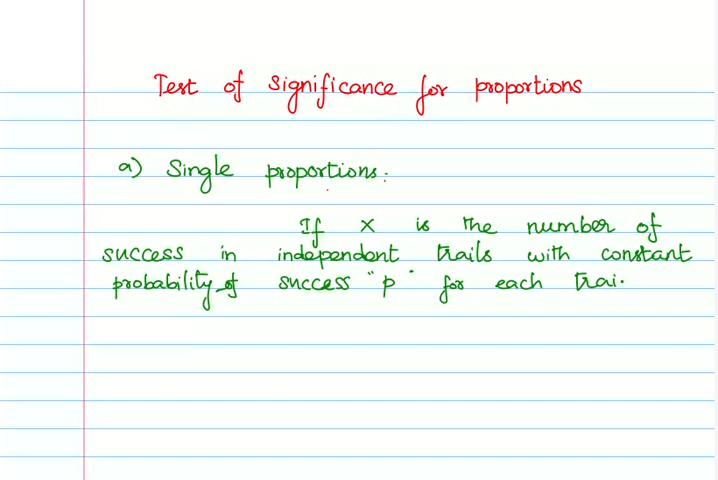 Test of Significance for proportions
a) Single proportions:
If X is the number of
success in independent trails with constant
probability of success "p" for each trai.